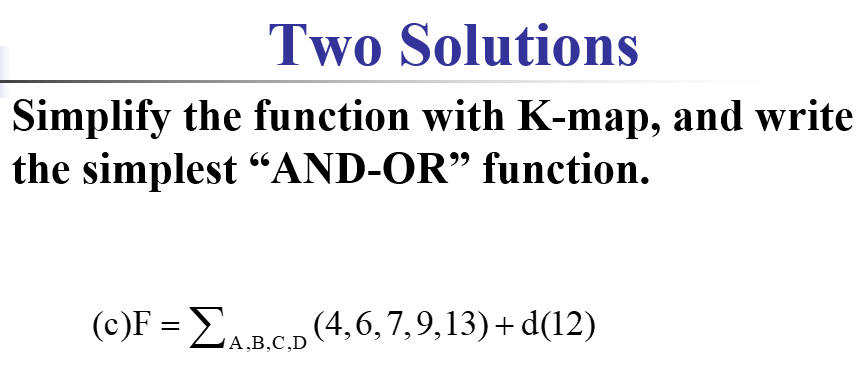 Two Solutions
Simplify the function with K-map, and write
the simplest “AND-OR” function.
(c)F = ∑A,B,C,D (4,6,7,9,13) + d(12)